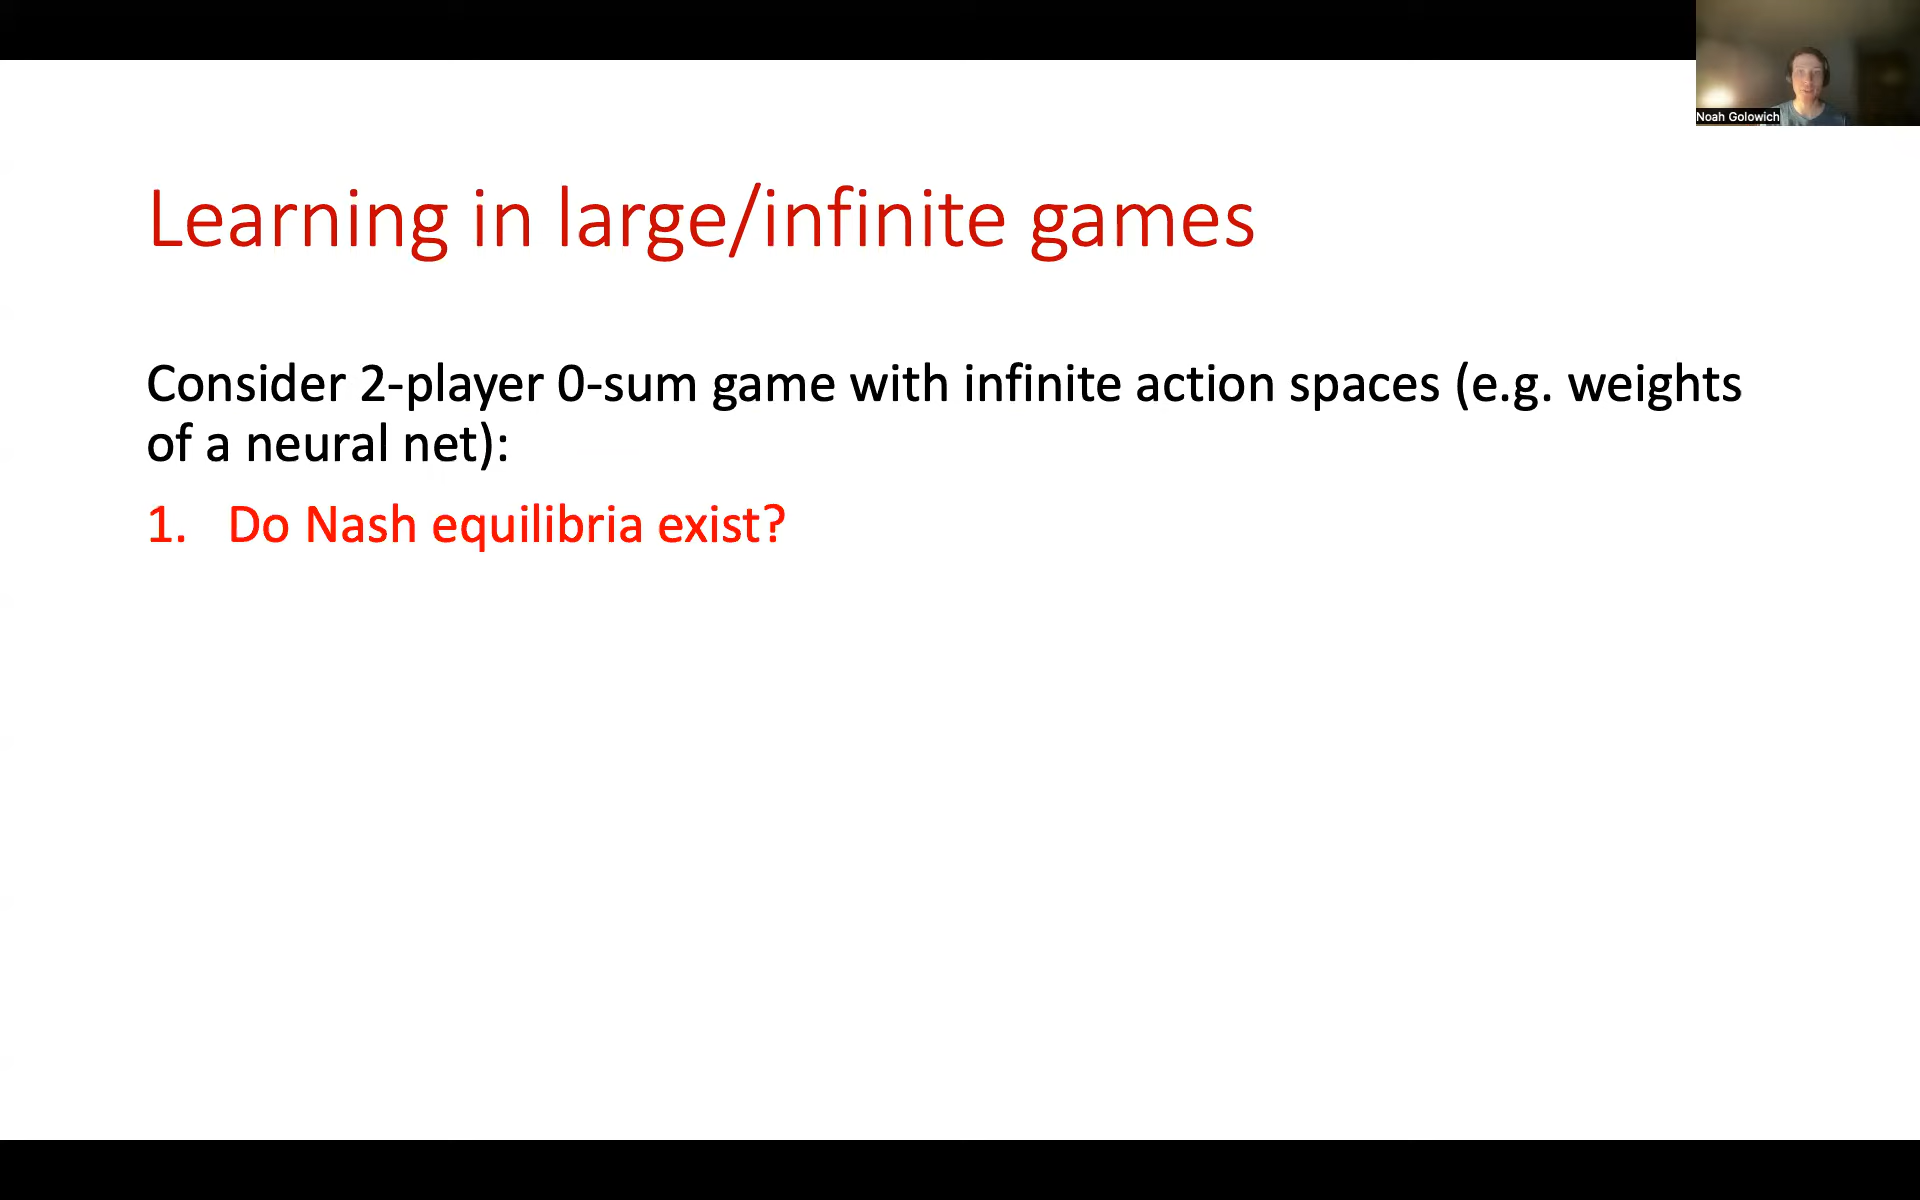 Noah Golowich
Learning in large/infinite games
Consider 2-player 0-sum game with infinite action spaces (e.g. weights
of a neural net):
1. Do Nash equilibria exist?